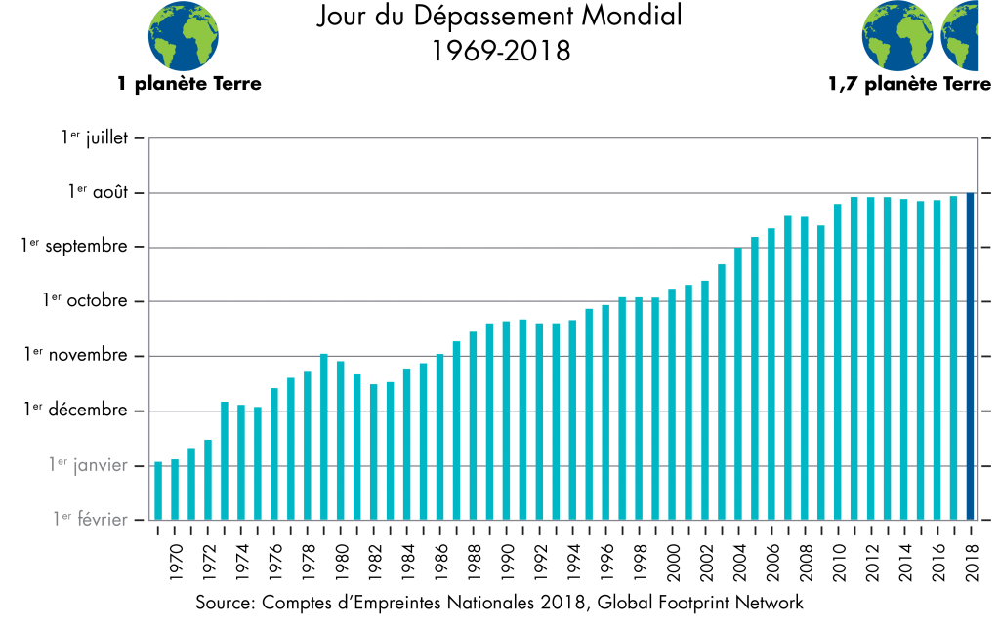 Jour du Dépassement Mondial
1969-2018
1 planète Terre
1,7 planète Terre
1er juillet
1er août
1er septembre
1er octobre
1er novembre
1er décembre
1er janvier
1er février
1970 1972 1974 1976 1978 1980 1982 1984 1986 1988 1990 1992 1994 1996 1998 2000 2002 2004 2006 2008 2010 2012 2014 2016 2018
Source: Comptes d’Empreintes Nationales 2018, Global Footprint Network